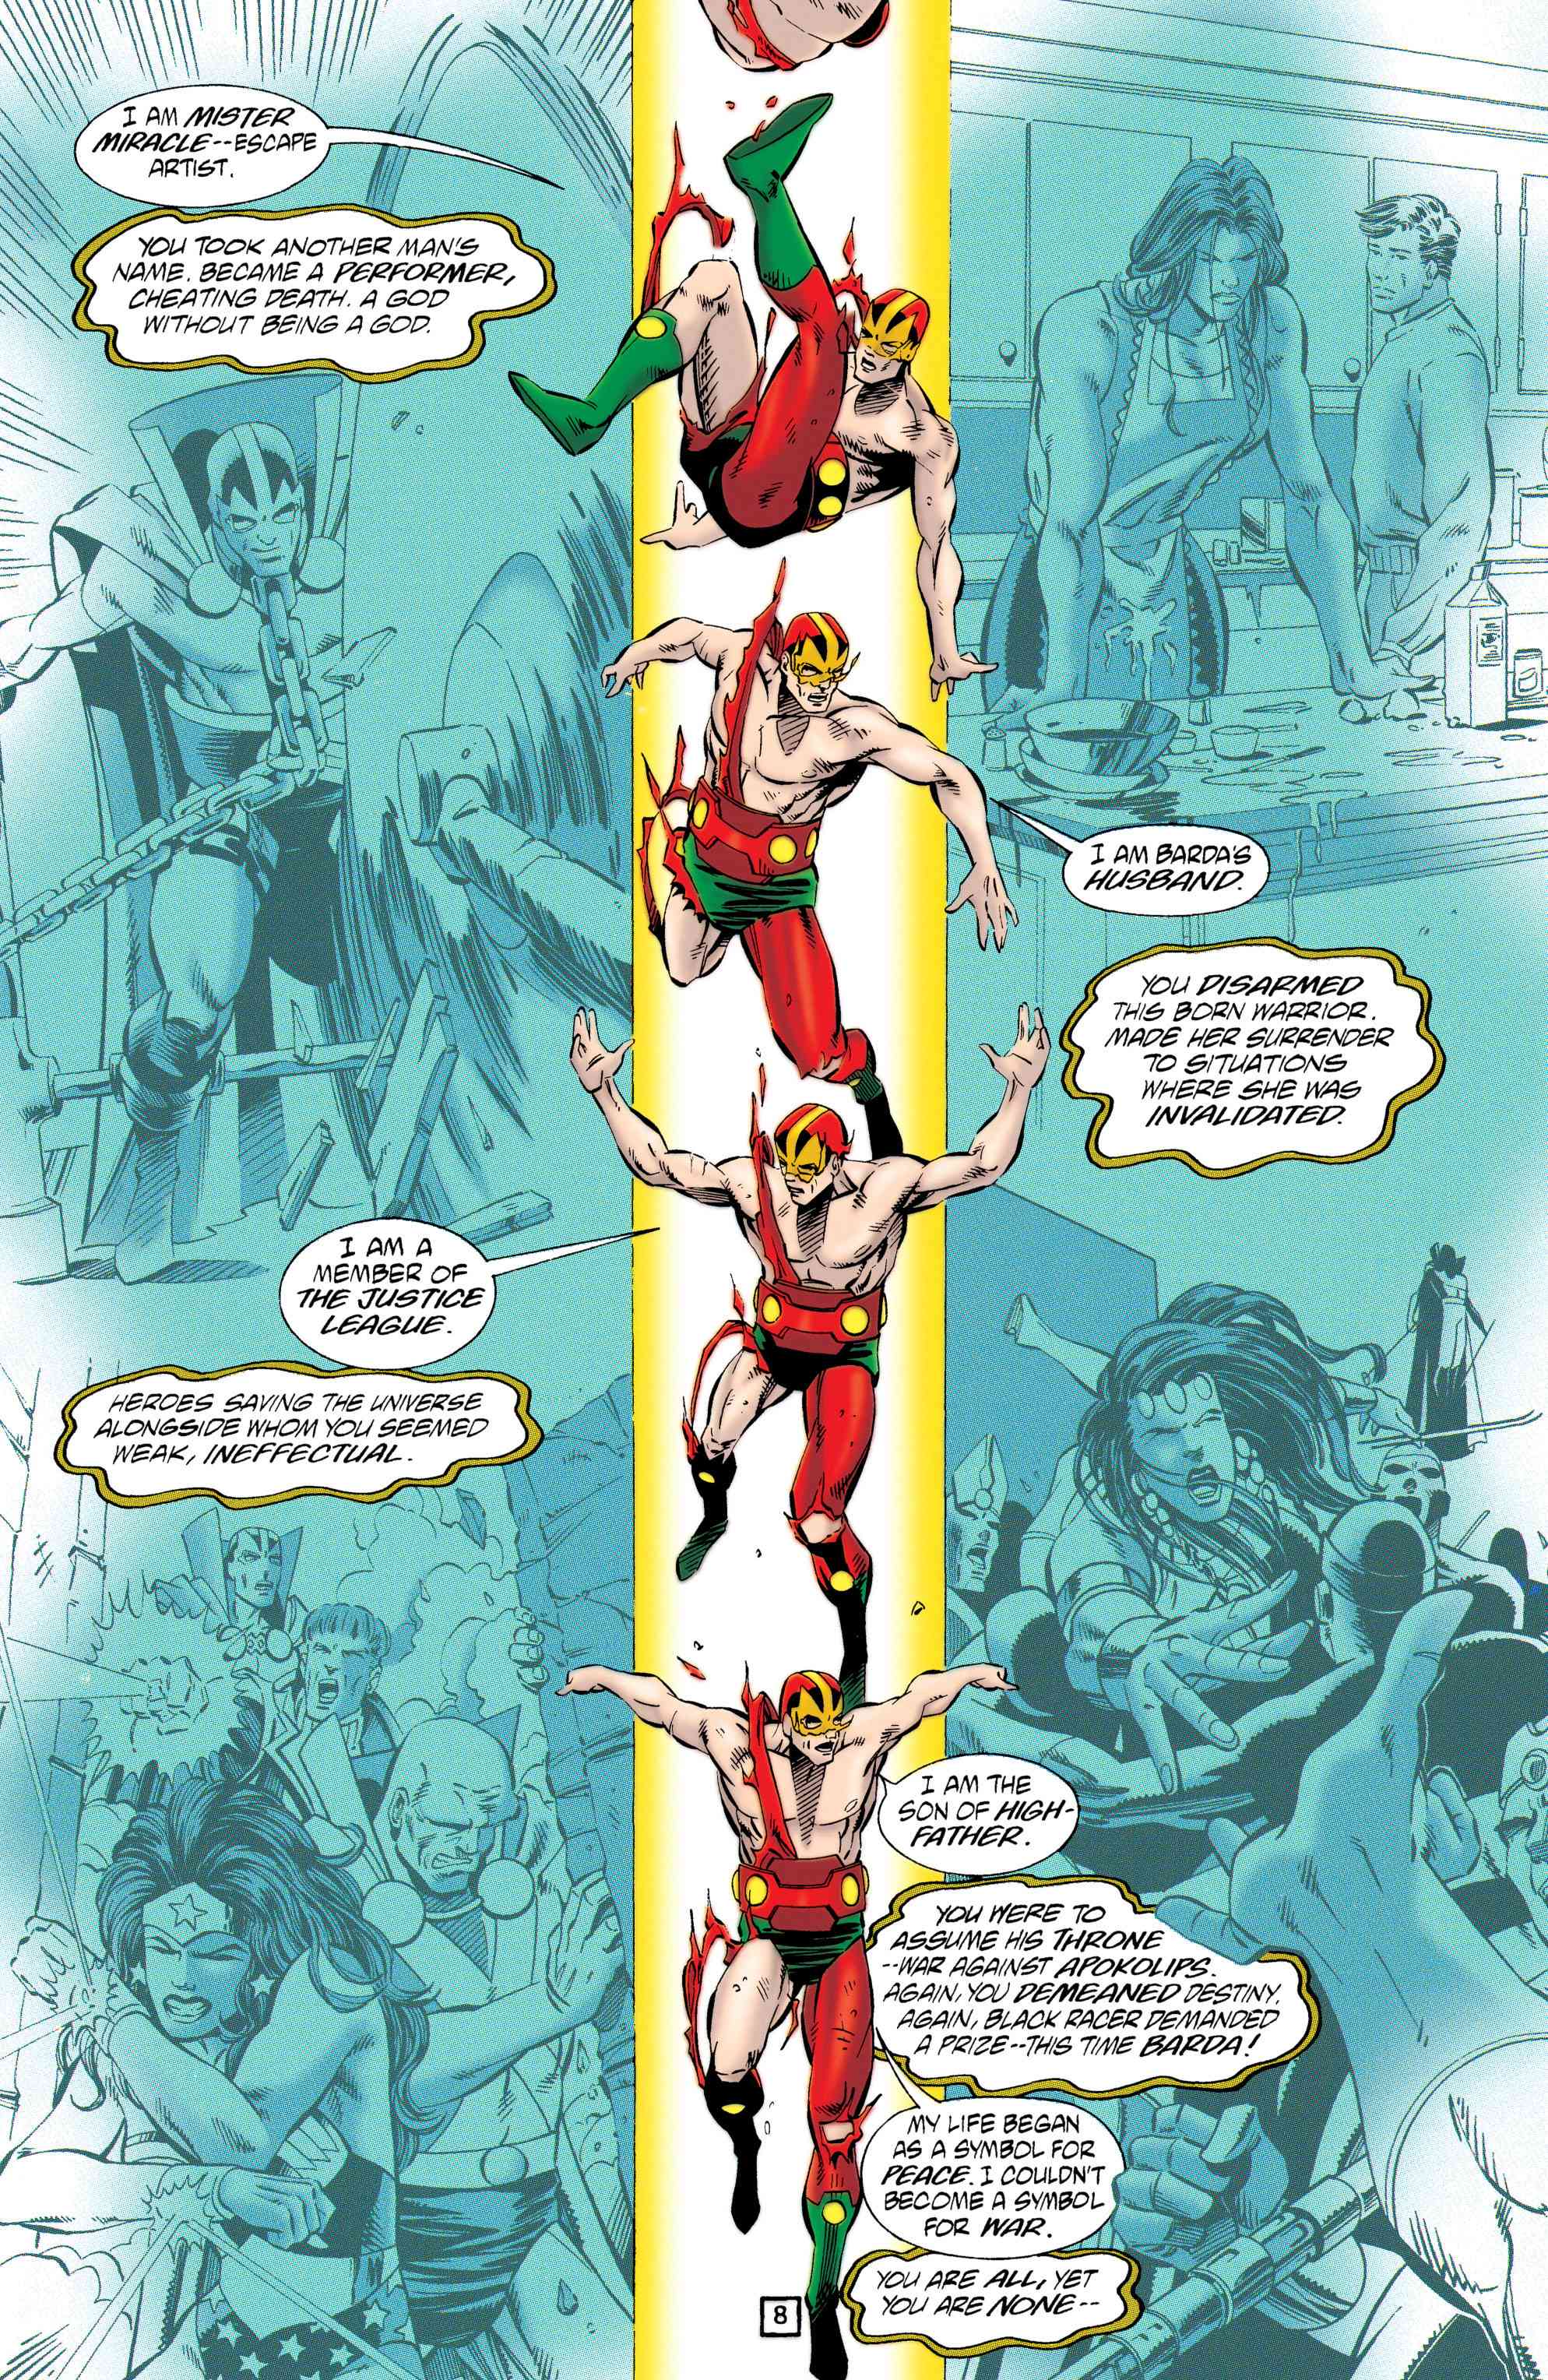 I AM MISTER
MIRACLE--ESCAPE
ARTIST.
YOU TOOK ANOTHER MAN'S
NAME. BECAME A PERFORMER,
CHEATING DEATH. A GOD
WITHOUT BEING A GOD.
I AM BARDA'S
HUSBAND.
YOU DISARMED
THIS BORN WARRIOR.
MADE HER SURRENDER
TO SITUATIONS
WHERE SHE WAS
INVALIDATED.
I AM A
MEMBER OF
THE JUSTICE
LEAGUE.
HEROES SAVING THE UNIVERSE
ALONGSIDE WHOM YOU SEEMED
WEAK, INEFFECTUAL.
I AM THE
SON OF HIGH-
FATHER.
YOU WERE TO
ASSUME HIS THRONE
--WAR AGAINST APOKOLIPS.
AGAIN, YOU DEMEANED DESTINY.
AGAIN, BLACK RACER DEMANDED
A PRIZE--THIS TIME BARDA!
MY LIFE BEGAN
AS A SYMBOL FOR
PEACE. I COULDN'T
BECOME A SYMBOL
FOR WAR.
YOU ARE ALL, YET
YOU ARE NONE--
8